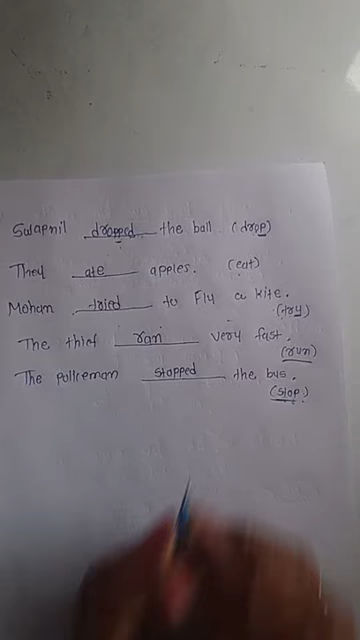 Swapnil dropped the ball. (drop)
They ate apples. (eat)
Moham tried to Fly a kite.
(try)
The thief ran very fast.
(run)
The policeman stopped the bus.
(stop)